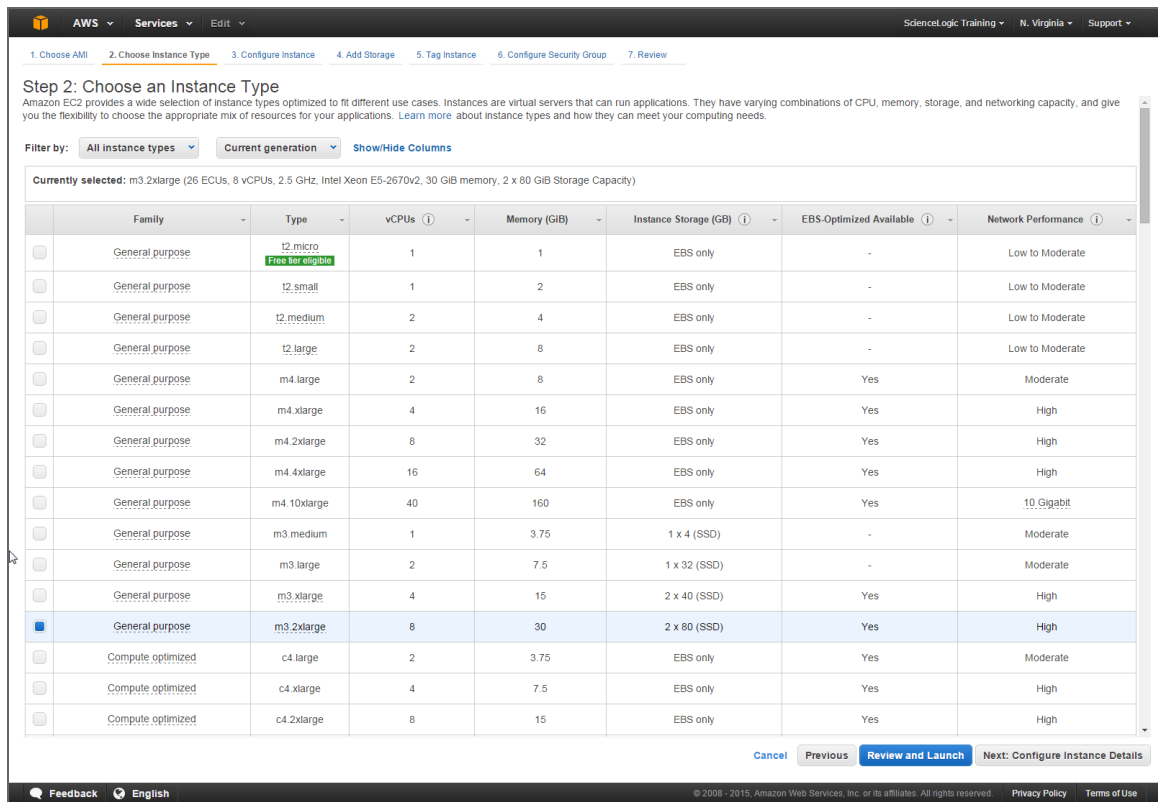 AWS Services Edit ScienceLogic Training N. Virginia Support
1. Choose AMI 2. Choose Instance Type 3. Configure Instance 4. Add Storage 5. Tag Instance 6. Configure Security Group 7. Review
Step 2: Choose an Instance Type
Amazon EC2 provides a wide selection of instance types optimized to fit different use cases. Instances are virtual servers that can run applications. They have varying combinations of CPU, memory, storage, and networking capacity, and give
you the flexibility to choose the appropriate mix of resources for your applications. Learn more about instance types and how they can meet your computing needs.
Filter by: All instance types Current generation Show/Hide Columns
Currently selected: m3.2xlarge (26 ECUs, 8 vCPUs, 2.5 GHz, Intel Xeon E5-2670v2, 30 GiB memory, 2 x 80 GiB Storage Capacity)
Family Type vCPUs i Memory (GiB) Instance Storage (GB) i EBS-Optimized Available i Network Performance i
General purpose t2.micro 1 1 EBS only - Low to Moderate
Free tier eligible
General purpose t2.small 1 2 EBS only - Low to Moderate
General purpose t2.medium 2 4 EBS only - Low to Moderate
General purpose t2.large 2 8 EBS only - Low to Moderate
General purpose m4.large 2 8 EBS only Yes Moderate
General purpose m4.xlarge 4 16 EBS only Yes High
General purpose m4.2xlarge 8 32 EBS only Yes High
General purpose m4.4xlarge 16 64 EBS only Yes High
General purpose m4.10xlarge 40 160 EBS only Yes 10 Gigabit
General purpose m3.medium 1 3.75 1 x 4 (SSD) - Moderate
General purpose m3.large 2 7.5 1 x 32 (SSD) - Moderate
General purpose m3.xlarge 4 15 2 x 40 (SSD) Yes High
General purpose m3.2xlarge 8 30 2 x 80 (SSD) Yes High
Compute optimized c4.large 2 3.75 EBS only Yes Moderate
Compute optimized c4.xlarge 4 7.5 EBS only Yes High
Compute optimized c4.2xlarge 8 15 EBS only Yes High
Cancel Previous Review and Launch Next: Configure Instance Details
Feedback English © 2008 - 2015, Amazon Web Services, Inc. or its affiliates. All rights reserved. Privacy Policy Terms of Use